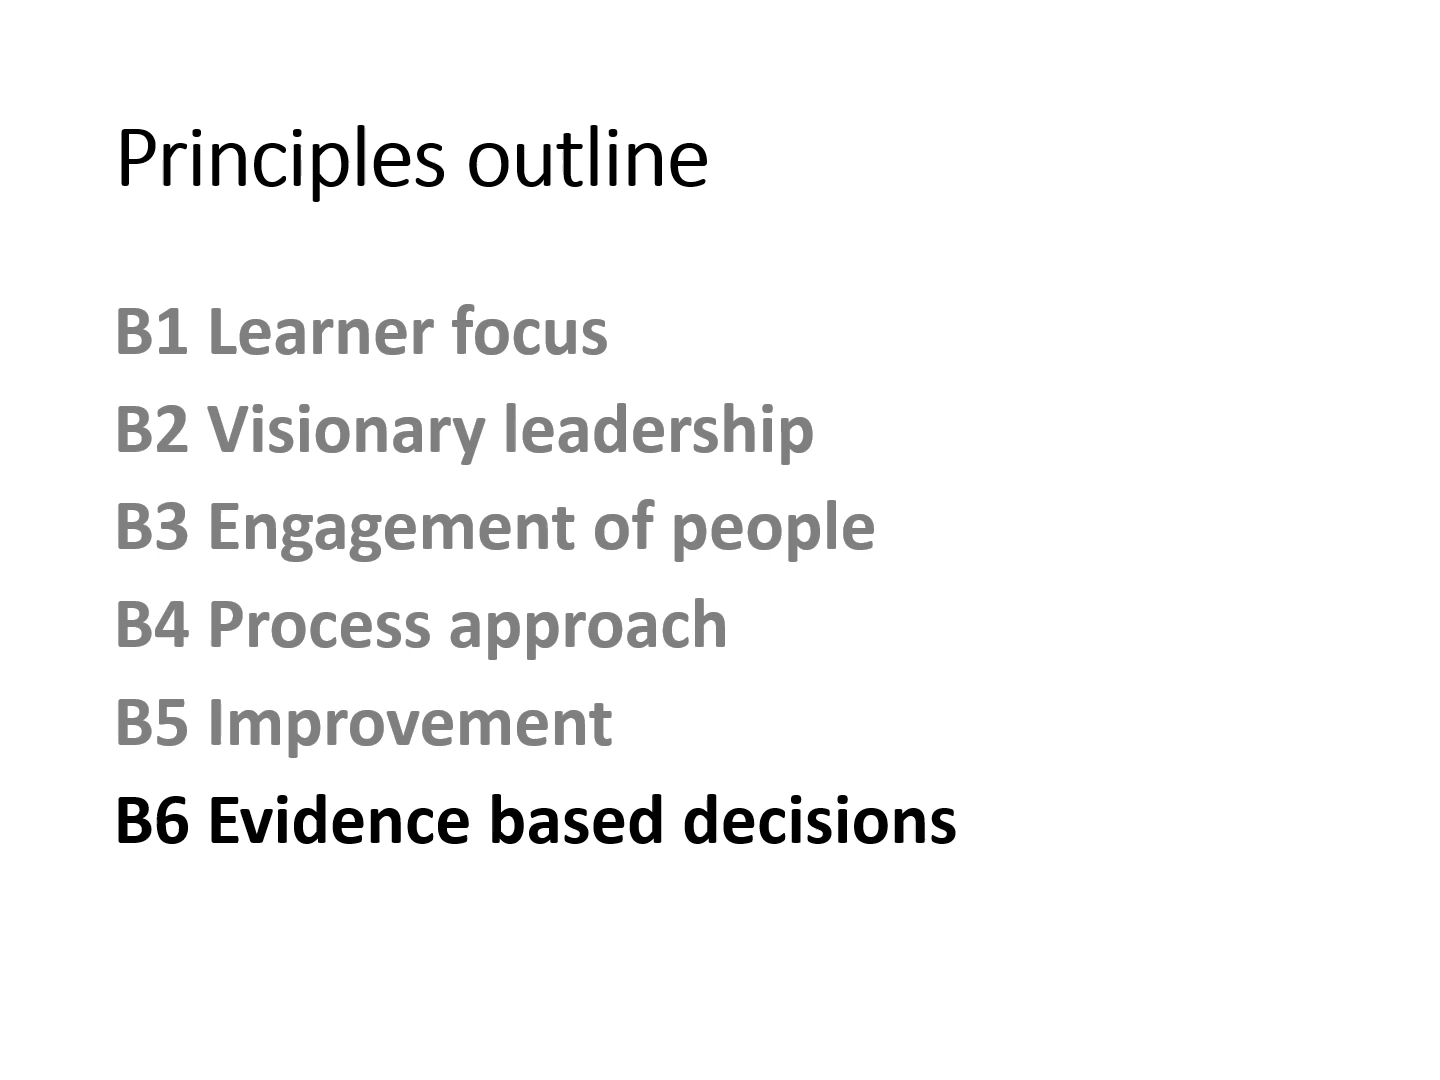 Principles outline
B1 Learner focus
B2 Visionary leadership
B3 Engagement of people
B4 Process approach
B5 Improvement
B6 Evidence based decisions